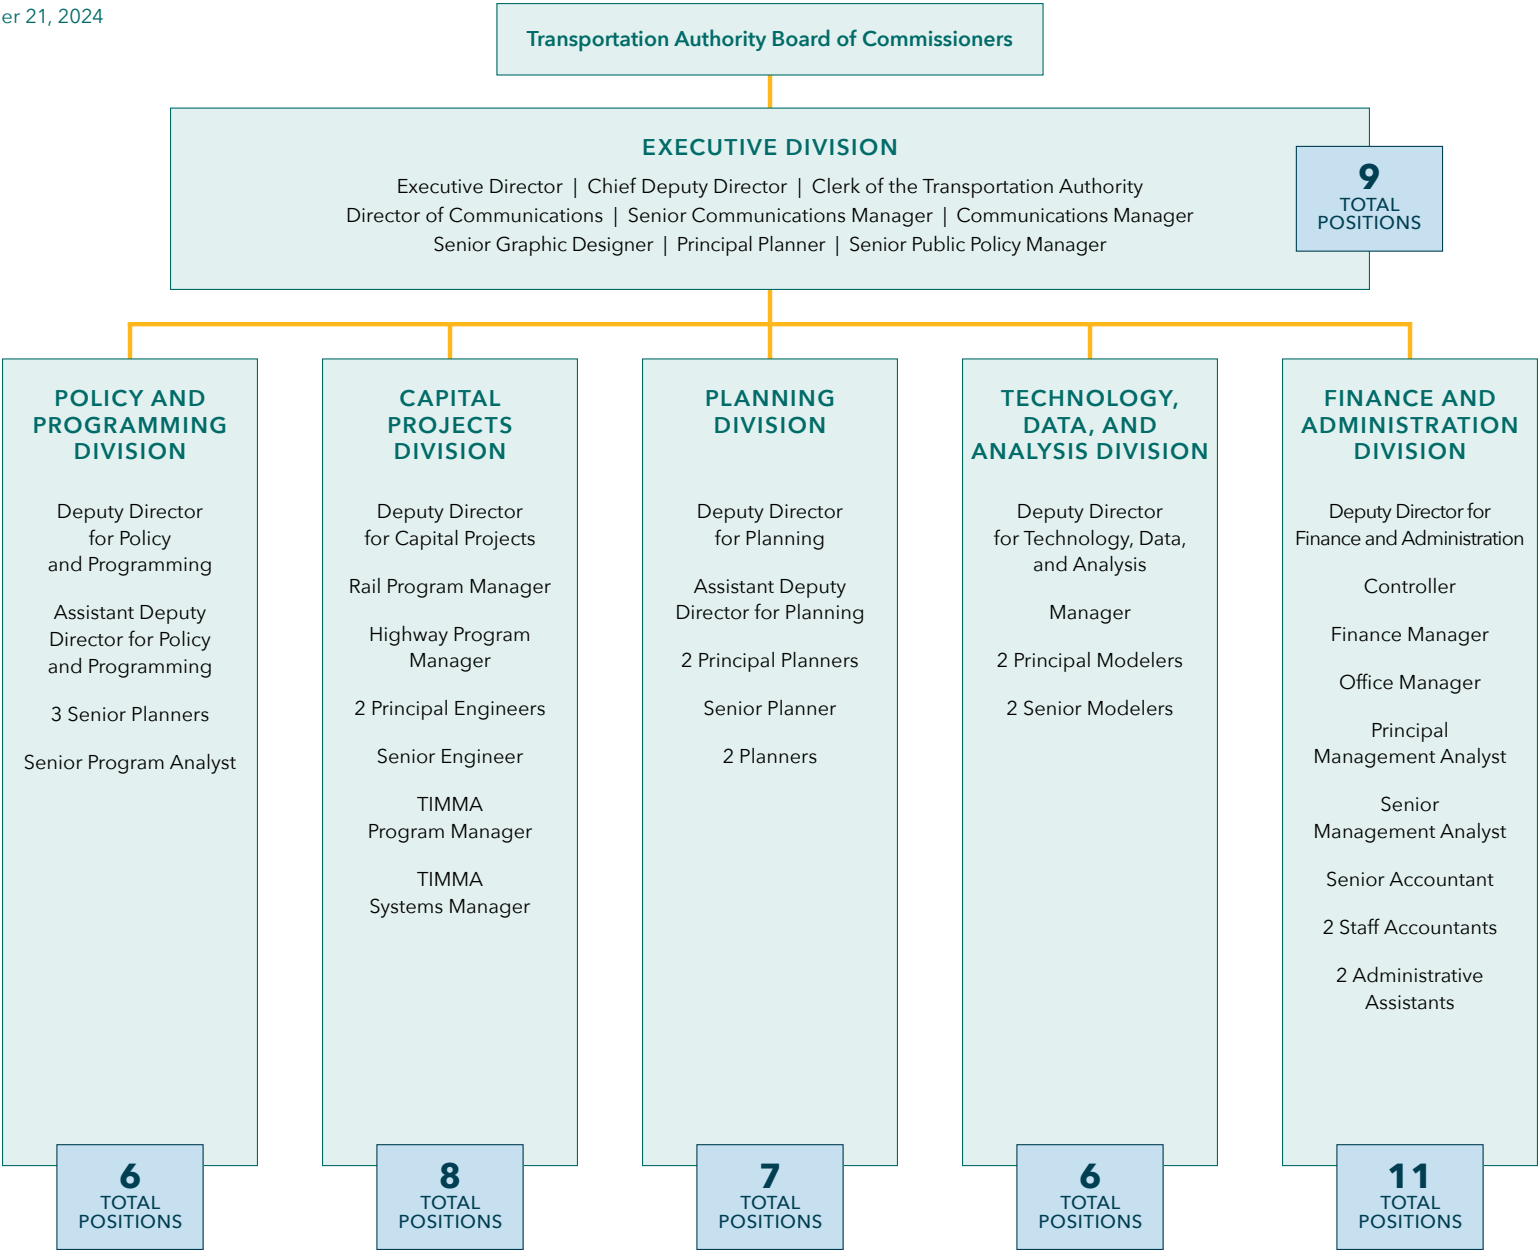 er 21, 2024
Transportation Authority Board of Commissioners
EXECUTIVE DIVISION
Executive Director | Chief Deputy Director | Clerk of the Transportation Authority
Director of Communications | Senior Communications Manager | Communications Manager
Senior Graphic Designer | Principal Planner | Senior Public Policy Manager
9
TOTAL
POSITIONS
POLICY AND
PROGRAMMING
DIVISION
Deputy Director
for Policy
and Programming
Assistant Deputy
Director for Policy
and Programming
3 Senior Planners
Senior Program Analyst
6
TOTAL
POSITIONS
CAPITAL
PROJECTS
DIVISION
Deputy Director
for Capital Projects
Rail Program Manager
Highway Program
Manager
2 Principal Engineers
Senior Engineer
TIMMA
Program Manager
TIMMA
Systems Manager
8
TOTAL
POSITIONS
PLANNING
DIVISION
Deputy Director
for Planning
Assistant Deputy
Director for Planning
2 Principal Planners
Senior Planner
2 Planners
7
TOTAL
POSITIONS
TECHNOLOGY,
DATA, AND
ANALYSIS DIVISION
Deputy Director
for Technology, Data,
and Analysis
Manager
2 Principal Modelers
2 Senior Modelers
6
TOTAL
POSITIONS
FINANCE AND
ADMINISTRATION
DIVISION
Deputy Director for
Finance and Administration
Controller
Finance Manager
Office Manager
Principal
Management Analyst
Senior
Management Analyst
Senior Accountant
2 Staff Accountants
2 Administrative
Assistants
11
TOTAL
POSITIONS